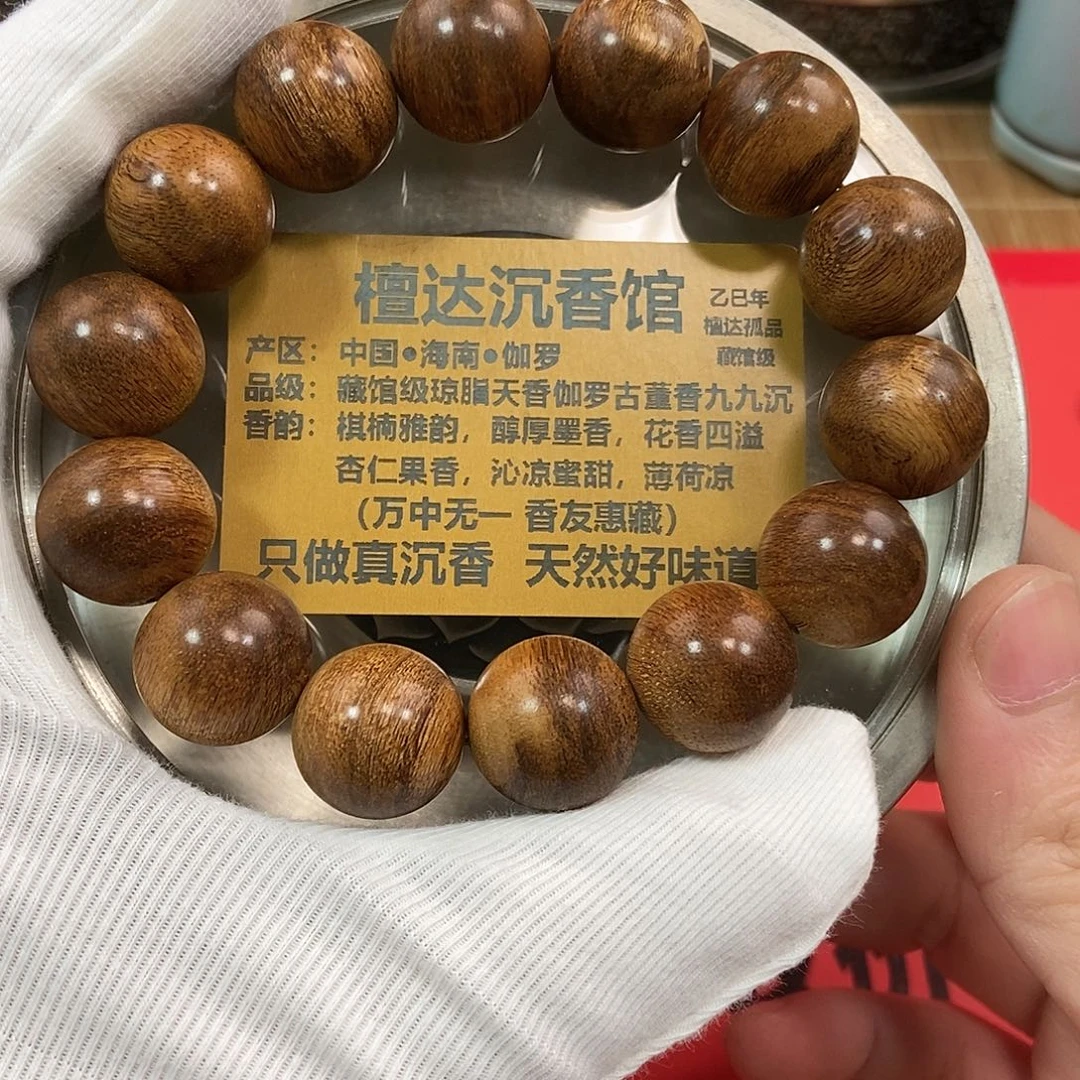 檀达沉香馆
乙巳年
檀达孤品
藏馆级
产区：中国•海南•伽罗
品级：藏馆级琼脂天香伽罗古董香九九沉
香韵：棋楠雅韵，醇厚墨香，花香四溢
杏仁果香，沁凉蜜甜，薄荷凉
（万中无一 香友惠藏）
只做真沉香 天然好味道